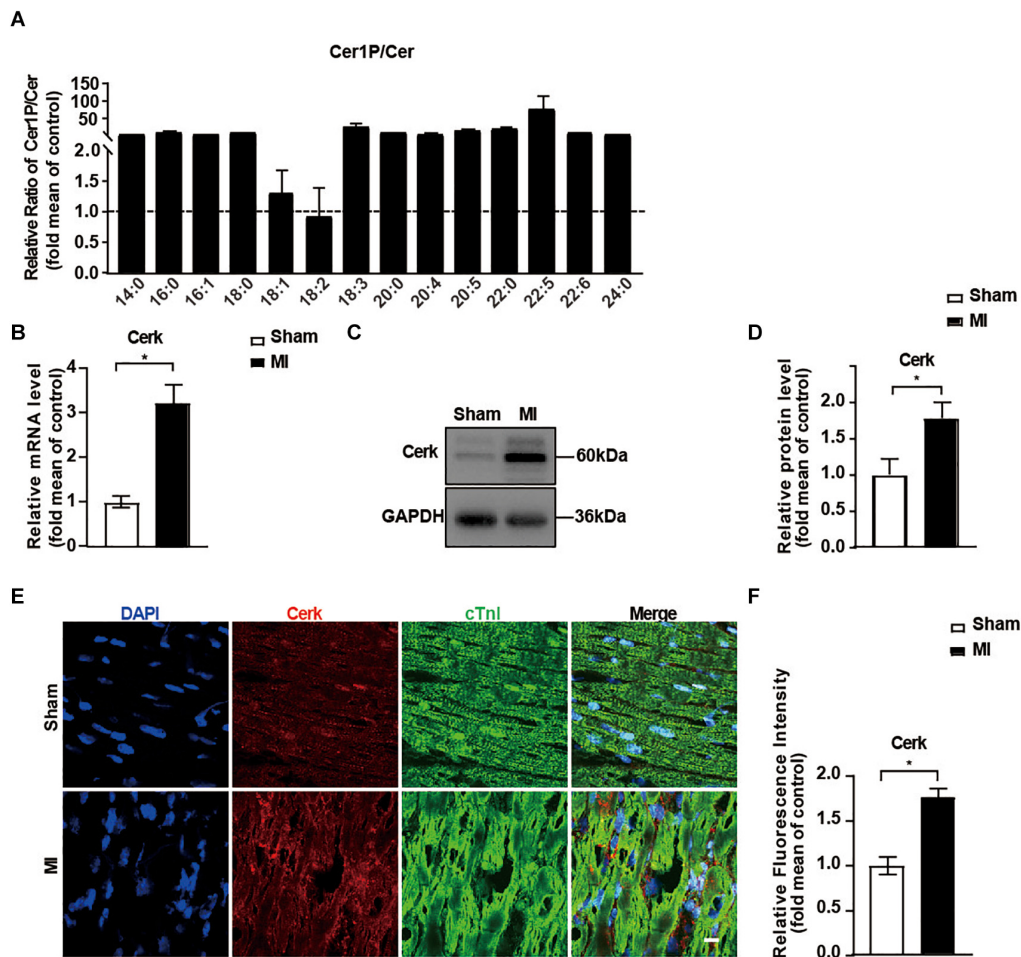 A
Cer1P/Cer
Relative Ratio of Cer1P/Cer
(fold mean of control)
150
100
50
2.0
1.5
1.0
0.5
0.0
14:0 16:0 16:1 18:0 18:1 18:2 18:3 20:0 20:4 20:5 22:0 22:5 22:6 24:0
B
Cerk
*
Sham
MI
Relative mRNA level
(fold mean of control)
4
3
2
1
0
C
Sham MI
Cerk
60kDa
GAPDH
36kDa
D
Sham
MI
Cerk
*
Relative protein level
(fold mean of control)
2.0
1.5
1.0
0.5
0.0
E
DAPI Cerk cTnI Merge
Sham
MI
F
Sham
MI
Cerk
*
Relative Fluorescence Intensity
(fold mean of control)
2.0
1.5
1.0
0.5
0.0